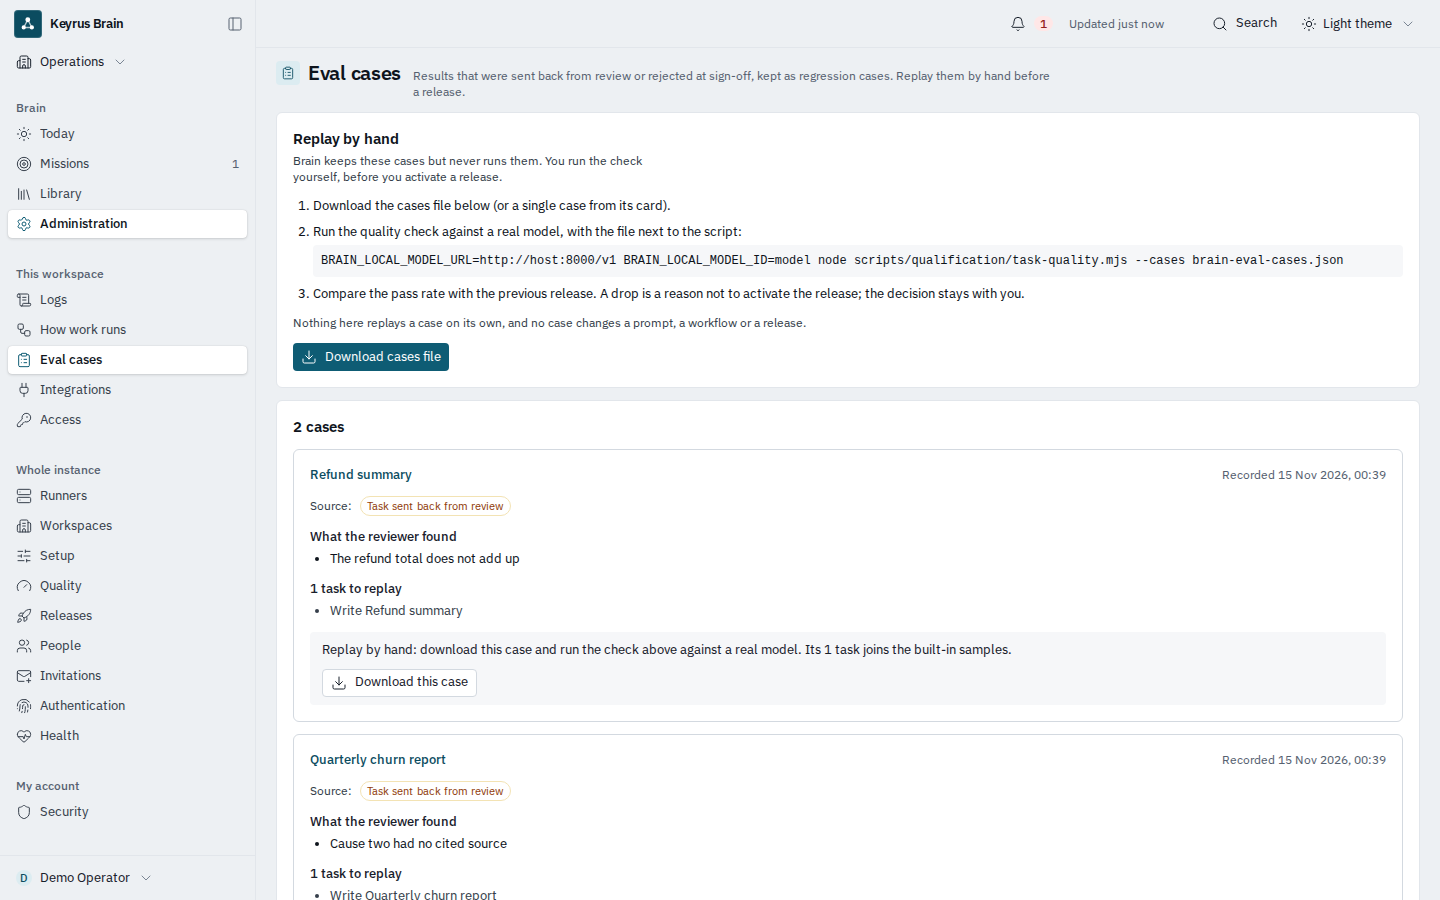 Keyrus Brain
Operations
Brain
Today
Missions 1
Library
Administration
This workspace
Logs
How work runs
Eval cases
Integrations
Access
Whole instance
Runners
Workspaces
Setup
Quality
Releases
People
Invitations
Authentication
Health
My account
Security
D Demo Operator
1 Updated just now Search Light theme
Eval cases
Results that were sent back from review or rejected at sign-off, kept as regression cases. Replay them by hand before
a release.
Replay by hand
Brain keeps these cases but never runs them. You run the check
yourself, before you activate a release.
1. Download the cases file below (or a single case from its card).
2. Run the quality check against a real model, with the file next to the script:
BRAIN_LOCAL_MODEL_URL=http://host:8000/v1 BRAIN_LOCAL_MODEL_ID=model node scripts/qualification/task-quality.mjs --cases brain-eval-cases.json
3. Compare the pass rate with the previous release. A drop is a reason not to activate the release; the decision stays with you.
Nothing here replays a case on its own, and no case changes a prompt, a workflow or a release.
Download cases file
2 cases
Refund summary Recorded 15 Nov 2026, 00:39
Source: Task sent back from review
What the reviewer found
• The refund total does not add up
1 task to replay
• Write Refund summary
Replay by hand: download this case and run the check above against a real model. Its 1 task joins the built-in samples.
Download this case
Quarterly churn report Recorded 15 Nov 2026, 00:39
Source: Task sent back from review
What the reviewer found
• Cause two had no cited source
1 task to replay
• Write Quarterly churn report